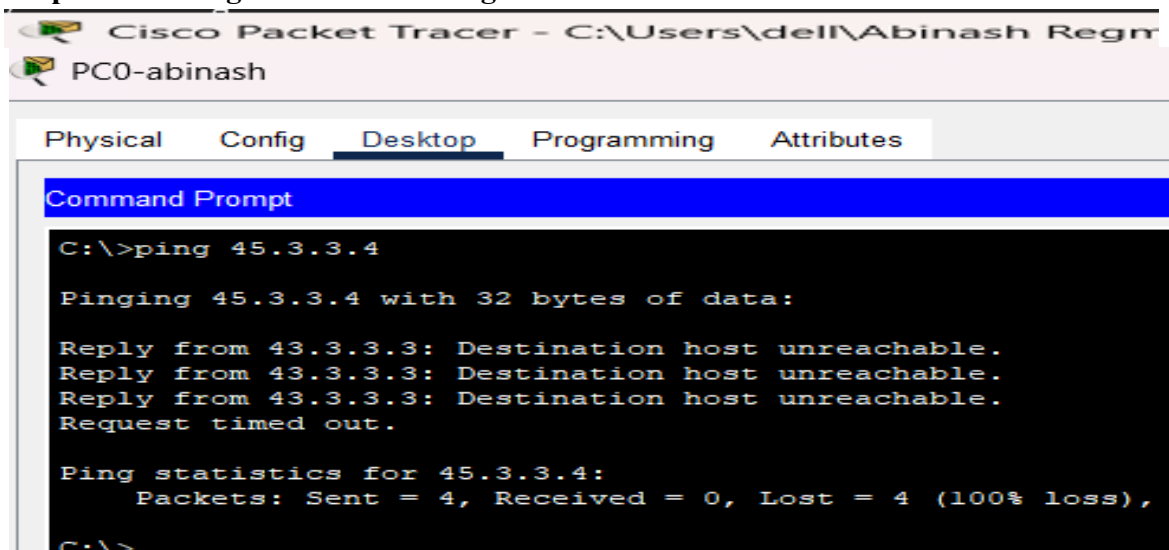 Cisco Packet Tracer - C:\Users\dell\Abinash Regm
PC0-abinash
Physical Config Desktop Programming Attributes
Command Prompt
C:\>ping 45.3.3.4
Pinging 45.3.3.4 with 32 bytes of data:
Reply from 43.3.3.3: Destination host unreachable.
Reply from 43.3.3.3: Destination host unreachable.
Reply from 43.3.3.3: Destination host unreachable.
Request timed out.
Ping statistics for 45.3.3.4:
Packets: Sent = 4, Received = 0, Lost = 4 (100% loss),
C:\>